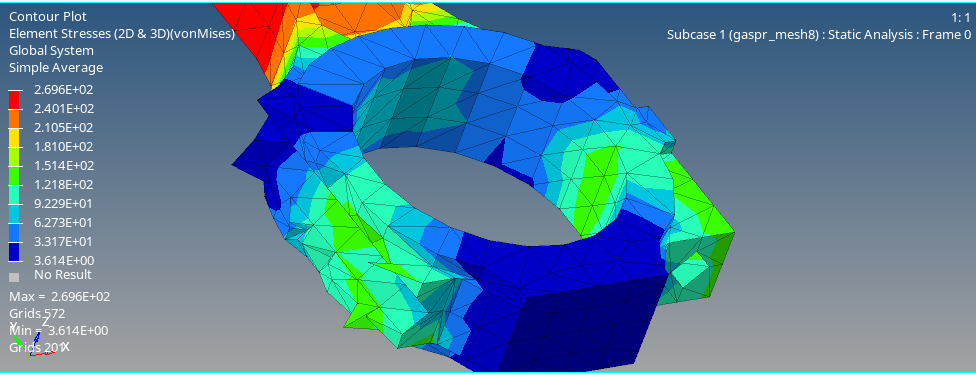 Contour Plot
Element Stresses (2D & 3D)(vonMises)
Global System
Simple Average
2.696E+02
2.401E+02
2.105E+02
1.810E+02
1.514E+02
1.218E+02
9.229E+01
6.273E+01
3.317E+01
3.614E+00
No Result
Max = 2.696E+02
Grids 572
Min = 3.614E+00
Grids 201
Y
Z
X
1: 1
Subcase 1 (gaspr_mesh8) : Static Analysis : Frame 0